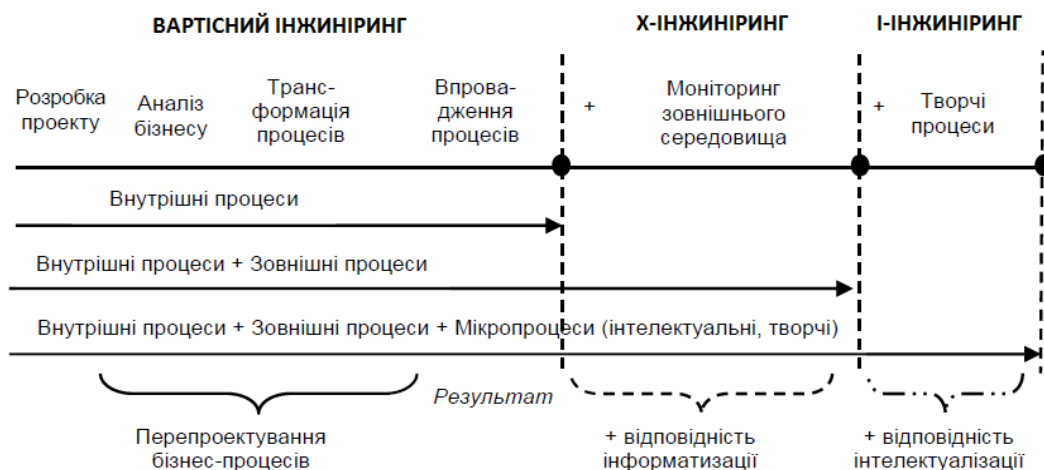 ВАРТІСНИЙ ІНЖИНІРИНГ
Х-ІНЖИНІРИНГ
І-ІНЖИНІРИНГ
Розробка
проекту
Аналіз
бізнесу
Транс-
формація
процесів
Впрова-
дження
процесів
+
Моніторинг
зовнішнього
середовища
+
Творчі
процеси
Внутрішні процеси
Внутрішні процеси + Зовнішні процеси
Внутрішні процеси + Зовнішні процеси + Мікропроцеси (інтелектуальні, творчі)
Результат
Перепроектування
бізнес-процесів
+ відповідність
інформатизації
+ відповідність
інтелектуалізації